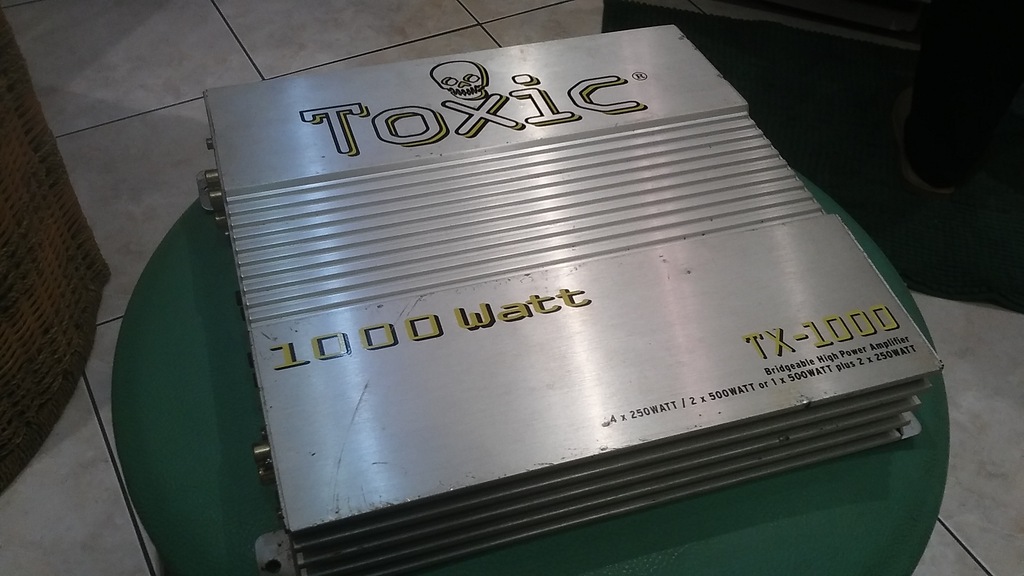 Toxic®
1000 Watt
TX-1000
Bridgeable High Power Amplifier
4 x 250WATT / 2 x 500WATT or 1 x 500WATT plus 2 x 250WATT